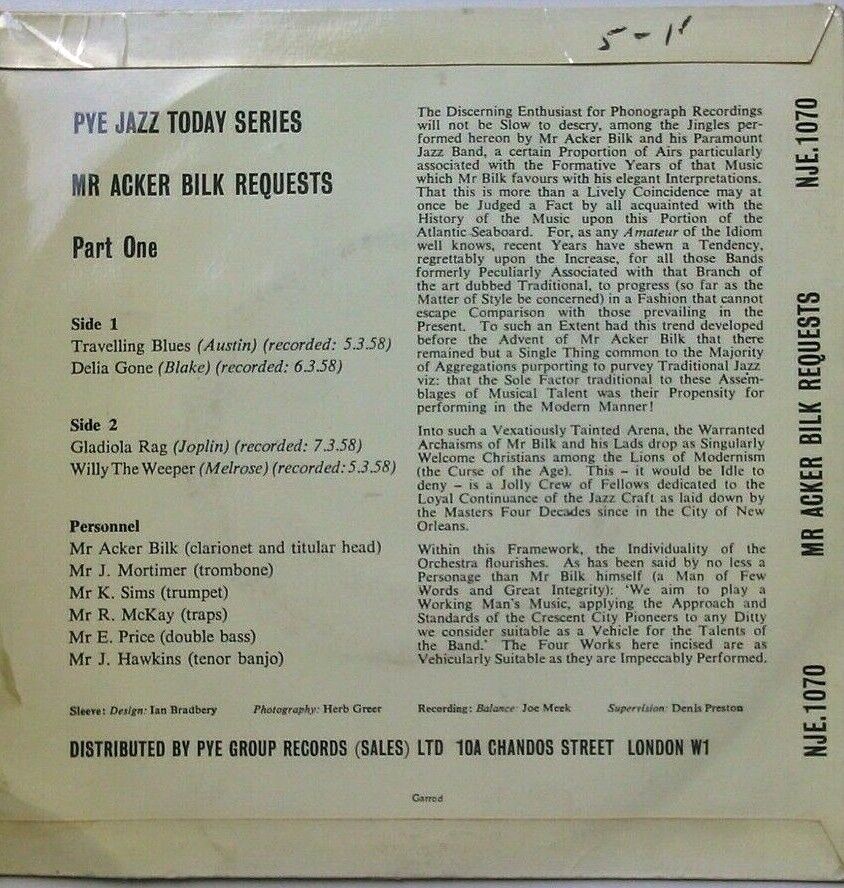 5-11
PYE JAZZ TODAY SERIES
MR ACKER BILK REQUESTS
Part One
Side 1
Travelling Blues (Austin) (recorded: 5.3.58)
Delia Gone (Blake) (recorded: 6.3.58)
Side 2
Gladiola Rag (Joplin) (recorded: 7.3.58)
Willy The Weeper (Melrose) (recorded: 5.3.58)
Personnel
Mr Acker Bilk (clarionet and titular head)
Mr J. Mortimer (trombone)
Mr K. Sims (trumpet)
Mr R. McKay (traps)
Mr E. Price (double bass)
Mr J. Hawkins (tenor banjo)
The Discerning Enthusiast for Phonograph Recordings
will not be Slow to descry, among the Jingles per-
formed hereon by Mr Acker Bilk and his Paramount
Jazz Band, a certain Proportion of Airs particularly
associated with the Formative Years of that Music
which Mr Bilk favours with his elegant Interpretations.
That this is more than a Lively Coincidence may at
once be Judged a Fact by all acquainted with the
History of the Music upon this Portion of the
Atlantic Seaboard. For, as any Amateur of the Idiom
well knows, recent Years have shewn a Tendency,
regrettably upon the Increase, for all those Bands
formerly Peculiarly Associated with that Branch of
the art dubbed Traditional, to progress (so far as the
Matter of Style be concerned) in a Fashion that cannot
escape Comparison with those prevailing in the
Present. To such an Extent had this trend developed
before the Advent of Mr Acker Bilk that there
remained but a Single Thing common to the Majority
of Aggregations purporting to purvey Traditional Jazz
viz: that the Sole Factor traditional to these Assem-
blages of Musical Talent was their Propensity for
performing in the Modern Manner!
Into such a Vexatiously Tainted Arena, the Warranted
Archaisms of Mr Bilk and his Lads drop as Singularly
Welcome Christians among the Lions of Modernism
(the Curse of the Age). This – it would be Idle to
deny – is a Jolly Crew of Fellows dedicated to the
Loyal Continuance of the Jazz Craft as laid down by
the Masters Four Decades since in the City of New
Orleans.
Within this Framework, the Individuality of the
Orchestra flourishes. As has been said by no less a
Personage than Mr Bilk himself (a Man of Few
Words and Great Integrity): 'We aim to play a
Working Man's Music, applying the Approach and
Standards of the Crescent City Pioneers to any Ditty
we consider suitable as a Vehicle for the Talents of
the Band.' The Four Works here incised are as
Vehicularly Suitable as they are Impeccably Performed.
Sleeve: Design: Ian Bradbery Photography: Herb Greer Recording: Balance: Joe Meek Supervision: Denis Preston
DISTRIBUTED BY PYE GROUP RECORDS (SALES) LTD 10A CHANDOS STREET LONDON W1
Garrod
NJE.1070
MR ACKER BILK REQUESTS
NJE.1070